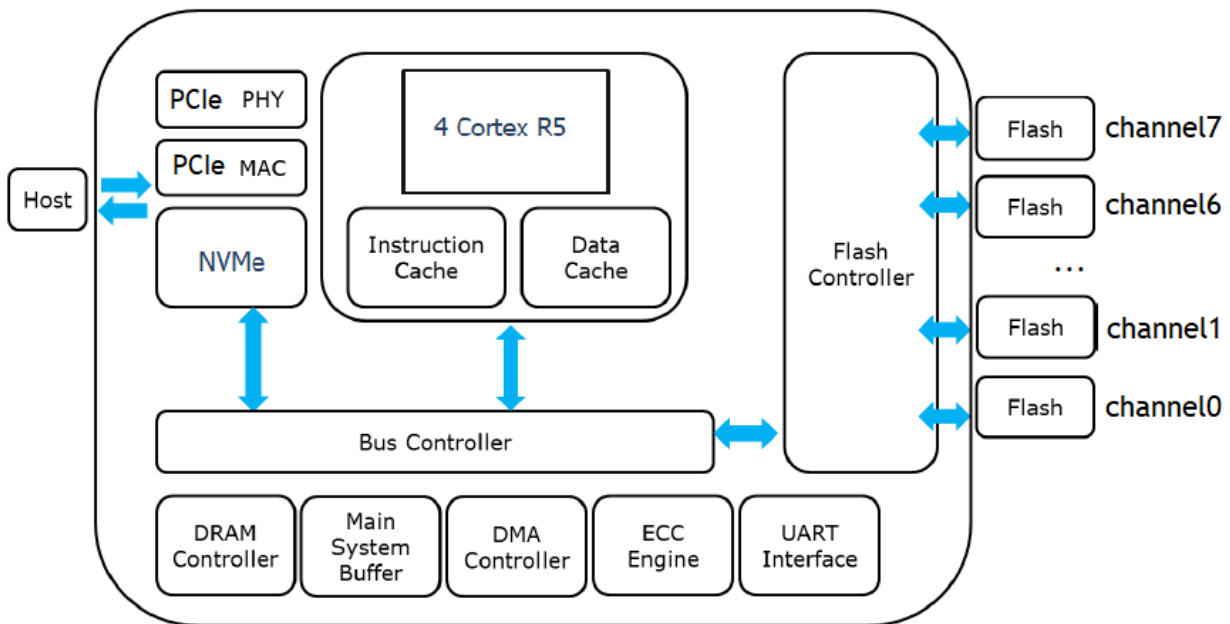 PCIe PHY
PCIe MAC
Host
NVMe
4 Cortex R5
Instruction
Cache
Data
Cache
Flash
Controller
Flash
channel7
Flash
channel6
...
Flash
channel1
Flash
channel0
Bus Controller
DRAM
Controller
Main
System
Buffer
DMA
Controller
ECC
Engine
UART
Interface